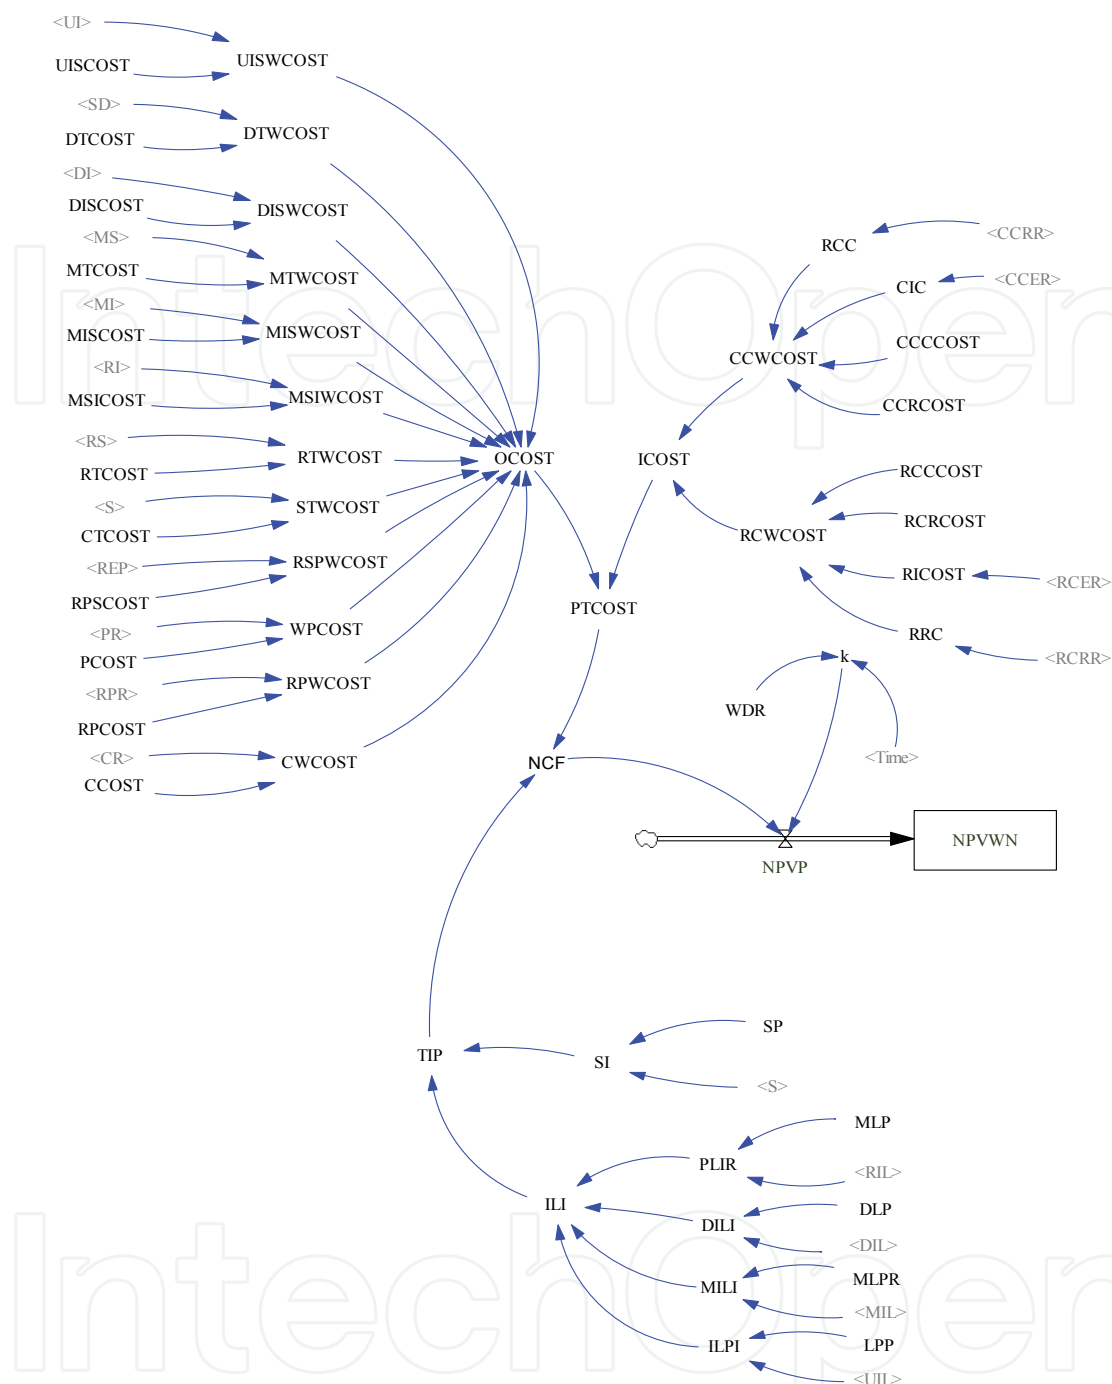 <UI>
UISCOST
UISWCOST
<SD>
DTCOST
DTWCOST
<DI>
DISCOST
DISWCOST
<MS>
MTCOST
MTWCOST
<MI>
MISCOST
MISWCOST
<RI>
MSICOST
MSIWCOST
<RS>
RTCOST
RTWCOST
<S>
CTCOST
STWCOST
<REP>
RPSCOST
RSPWCOST
<PR>
PCOST
WPCOST
<RPR>
RPCOST
RPWCOST
<CR>
CCOST
CWCOST
OCOST
ICOST
PTCOST
RCC
<CCRR>
CIC
<CCER>
CCWCOST
CCCCOST
CCRCOST
RCCCOST
RCWCOST
RCRCOST
RICOST
<RCER>
RRC
<RCRR>
k
WDR
<Time>
NCF
NPVP
NPVWN
TIP
SI
SP
<S>
ILI
PLIR
MLP
<RIL>
DILI
DLP
<DIL>
MILI
MLPR
<MIL>
ILPI
LPP
<UIL>
IntechOpen
IntechOpen